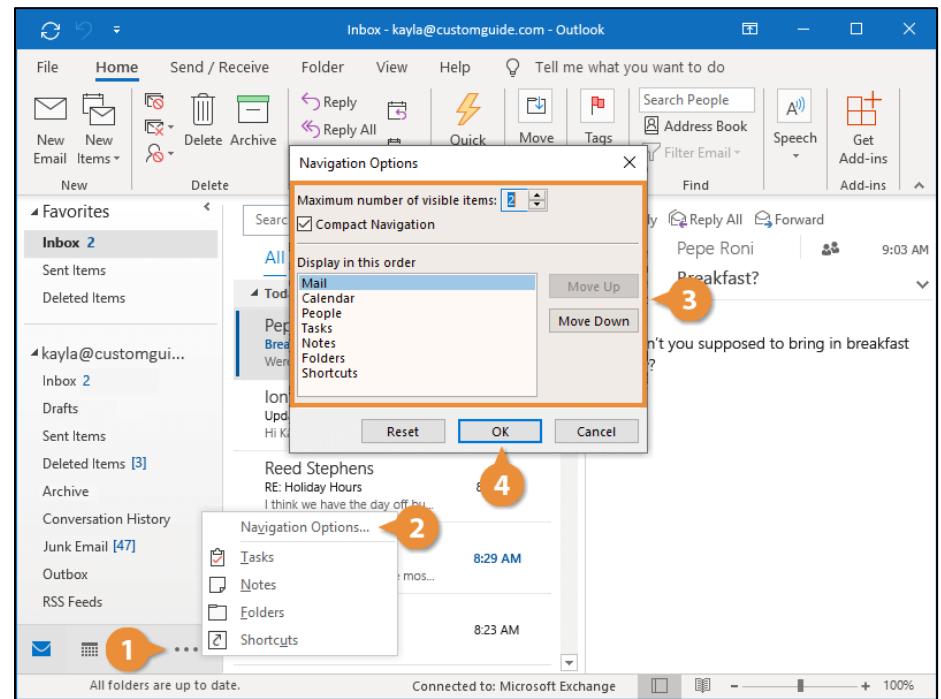 Inbox - kayla@customguide.com - Outlook
File Home Send / Receive Folder View Help Tell me what you want to do
New Email
New Items
Delete
Archive
Reply
Reply All
Quick
Move
Tags
Search People
Address Book
Filter Email
Speech
Get Add-ins
New
Delete
Find
Add-ins
Favorites
Inbox 2
Sent Items
Deleted Items
kayla@customgui...
Inbox 2
Drafts
Sent Items
Deleted Items [3]
Archive
Conversation History
Junk Email [47]
Outbox
RSS Feeds
All
Reed Stephens
RE: Holiday Hours
I think we have the day off
8:29 AM
8:23 AM
Reply All Forward
Pepe Roni
9:03 AM
Breakfast?
you supposed to bring in breakfast
Navigation Options
Maximum number of visible items: 2
Compact Navigation
Display in this order
Mail
Calendar
People
Tasks
Notes
Folders
Shortcuts
Move Up
Move Down
3
Reset
OK
Cancel
4
Navigation Options...
2
Tasks
Notes
Folders
Shortcuts
1
All folders are up to date.
Connected to: Microsoft Exchange
100%